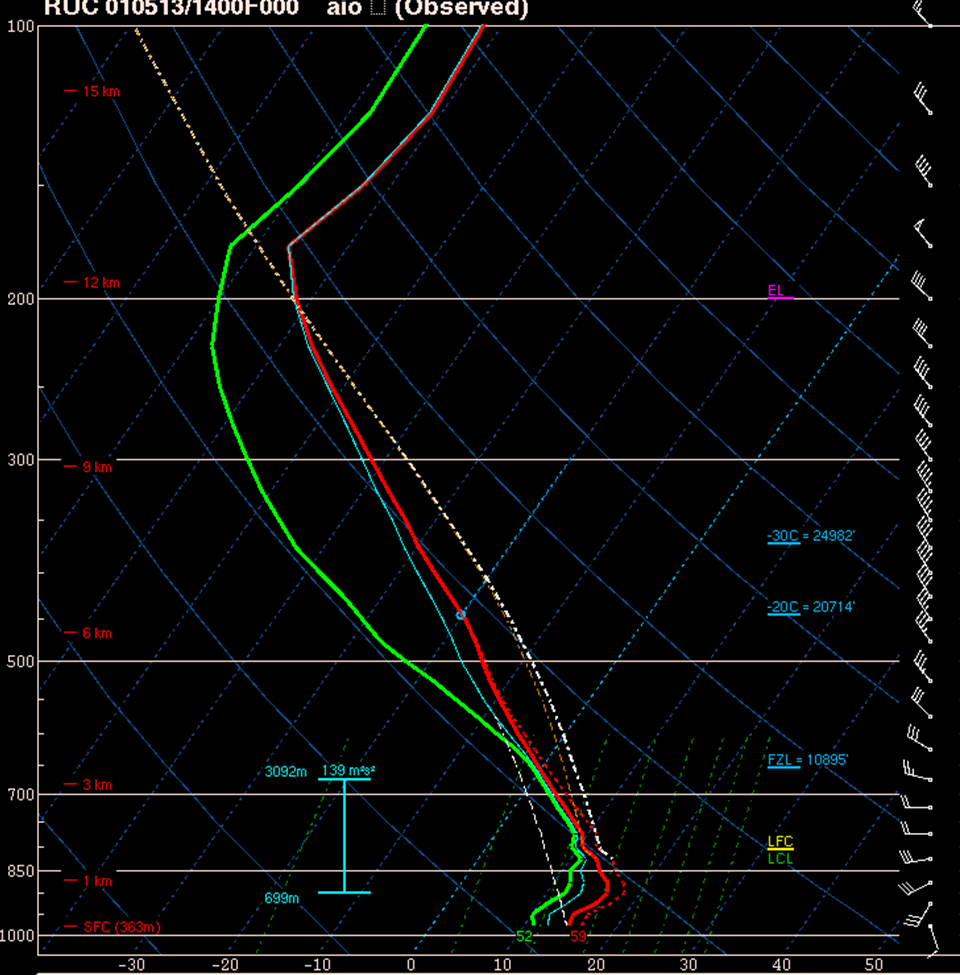 RUC 010513/1400F000 aio (Observed)
100
15 km
12 km
200
EL
300
9 km
-30C = 24982'
-20C = 20714'
6 km
500
FZL = 10895'
3092m 139 m²s²
3 km
700
LFC
LCL
850
1 km
699m
SFC (363m)
1000
52 59
-30 -20 -10 0 10 20 30 40 50